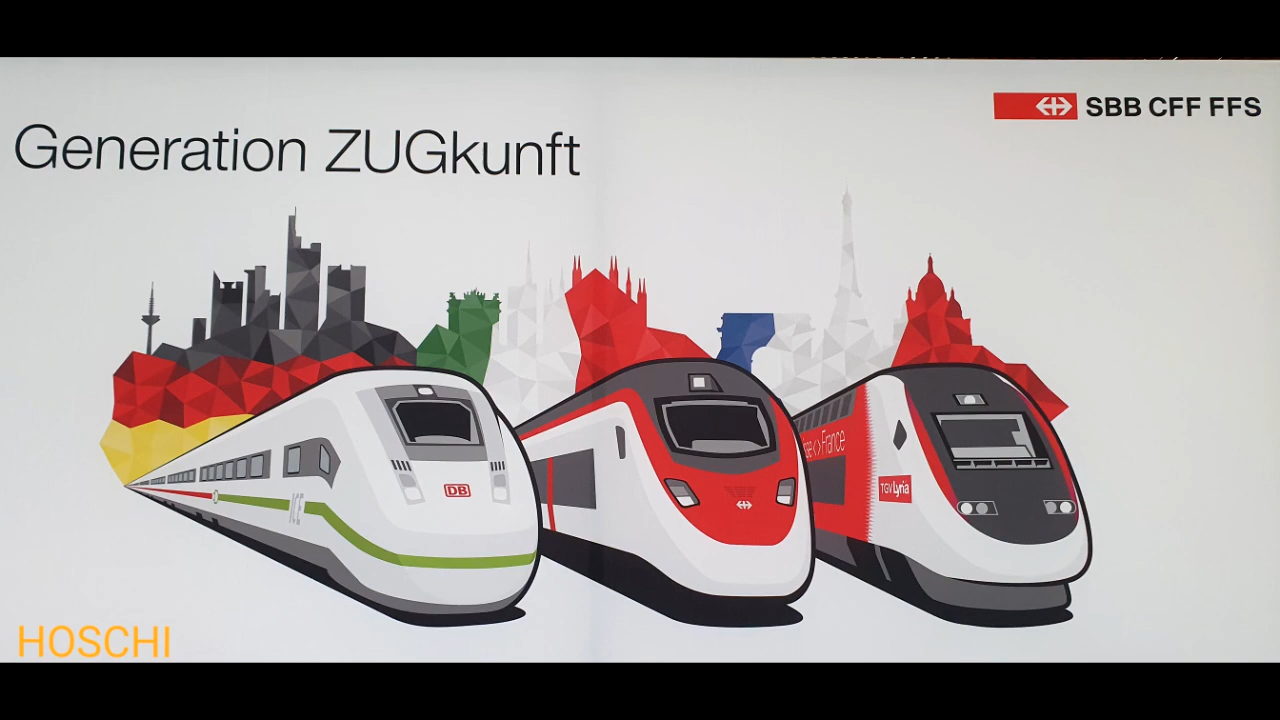 SBB CFF FFS
Generation ZUGkunft
ICE
DB
<>France
TGV Lyria
HOSCHI